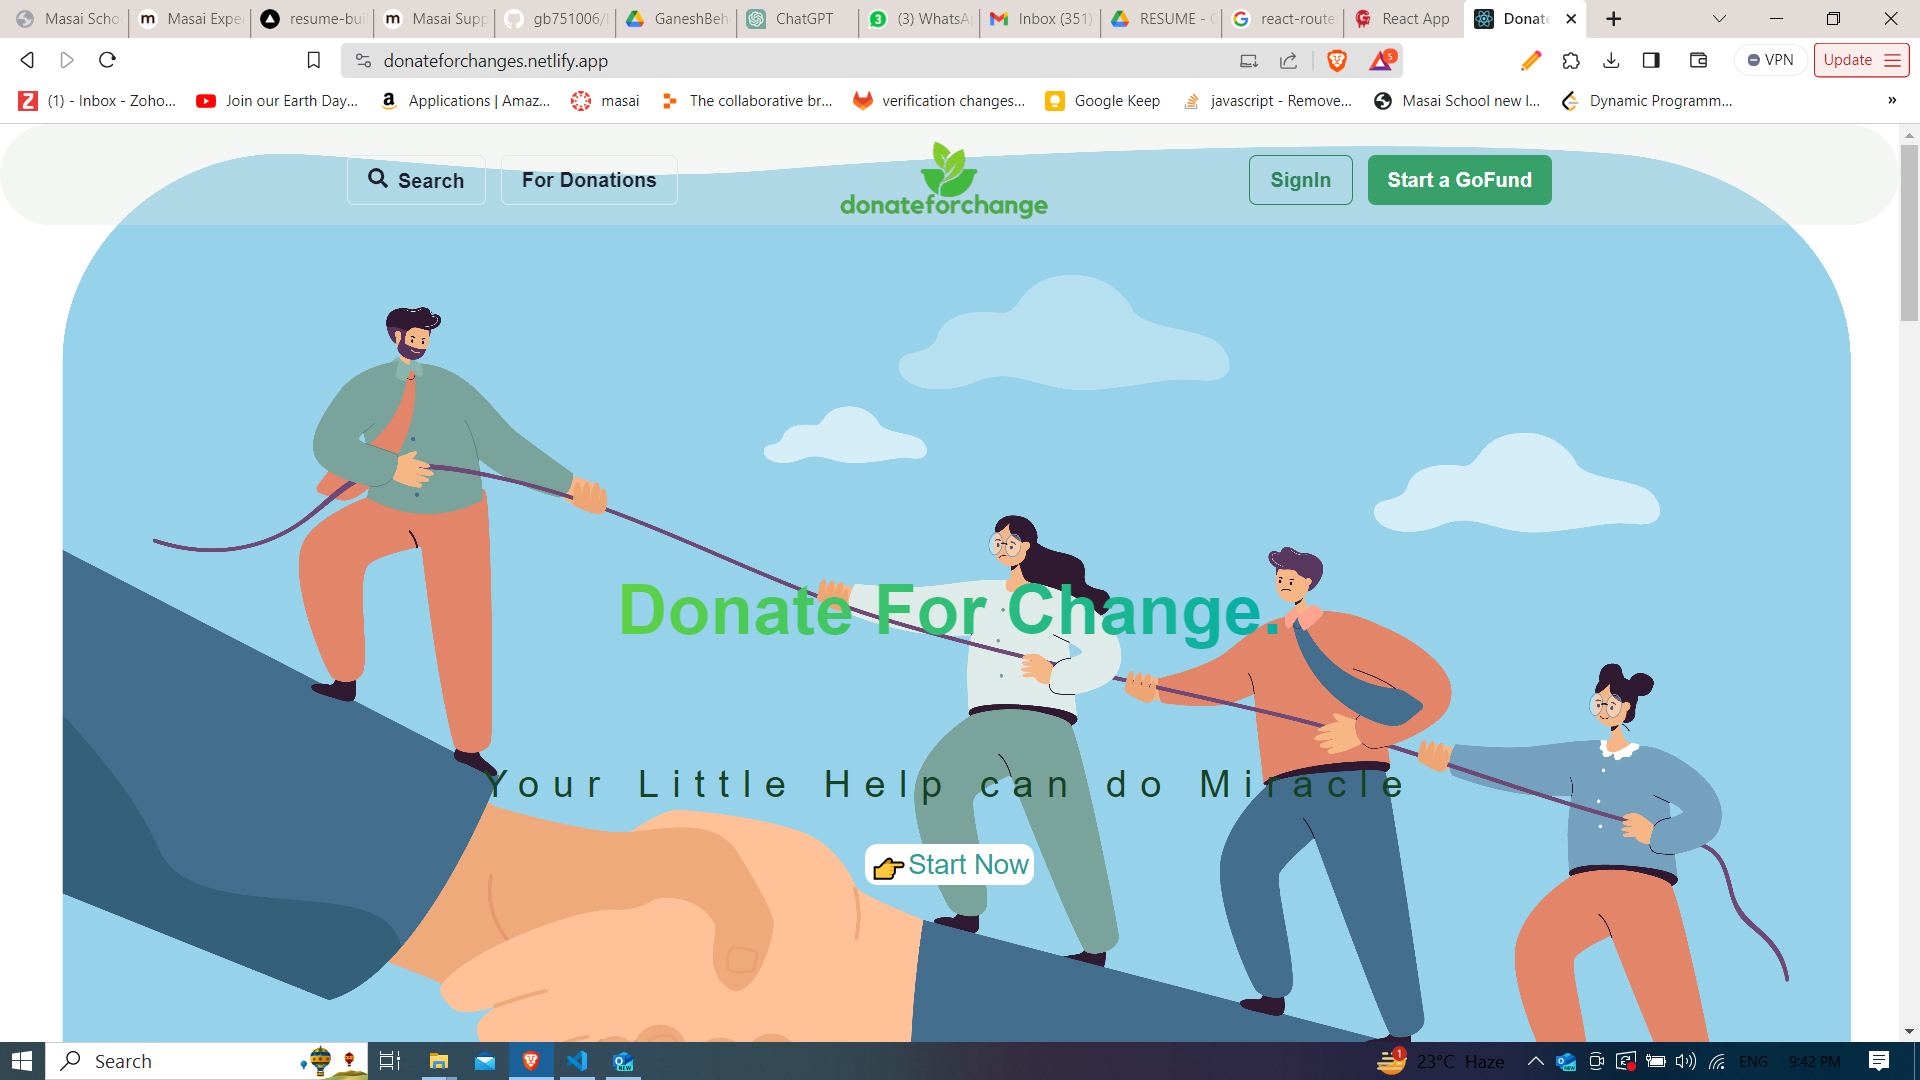 Masai Scho
Masai Expe
resume-bui
Masai Supp
gb751006/
GaneshBeh
ChatGPT
(3) WhatsA
Inbox (351)
RESUME - G
react-route
React App
Donate
donateforchanges.netlify.app
VPN
Update
(1) - Inbox - Zoho...
Join our Earth Day...
Applications | Amaz...
masai
The collaborative br...
verification changes...
Google Keep
javascript - Remove...
Masai School new I...
Dynamic Programm...
»
Search
For Donations
donateforchange
SignIn
Start a GoFund
Donate For Change.
Your Little Help can do Miracle
Start Now
Search
23°C Haze
ENG
9:42 PM